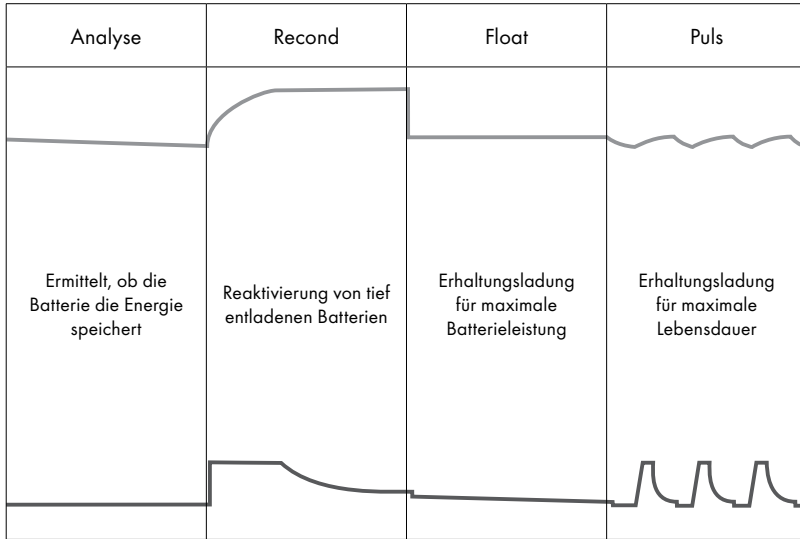 Analyse
Recond
Float
Puls
Ermittelt, ob die
Batterie die Energie
speichert
Reaktivierung von tief
entladenen Batterien
Erhaltungsladung
für maximale
Batterieleistung
Erhaltungsladung
für maximale
Lebensdauer